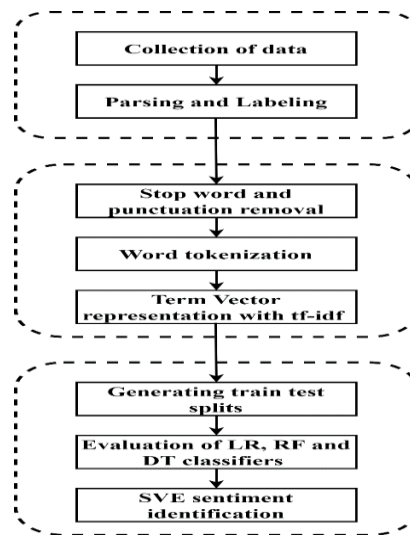 Collection of data
Parsing and Labeling
Stop word and
punctuation removal
Word tokenization
Term Vector
representation with tf-idf
Generating train test
splits
Evaluation of LR, RF and
DT classifiers
SVE sentiment
identification